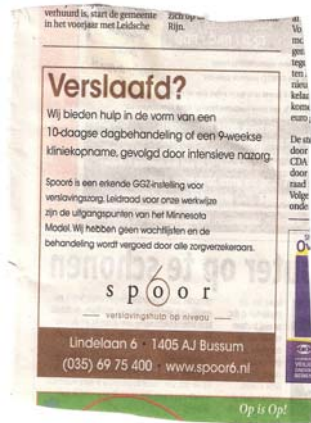 verhuurd is, start de gemeente
in het voorjaar met Leidsche
Rijn.
Verslaafd?
Wij bieden hulp in de vorm van een
10-daagse dagbehandeling of een 9-weekse
kliniekopname, gevolgd door intensieve nazorg.
Spoor6 is een erkende GGZ-instelling voor
verslavingszorg. Leidraad voor onze werkwijze
zijn de uitgangspunten van het Minnesota
Model. Wij hebben geen wachtlijsten en de
behandeling wordt vergoed door alle zorgverzekeraars.
spoor
6
verslavingshulp op niveau
Lindelaan 6 · 1405 AJ Bussum
(035) 69 75 400 · www.spoor6.nl
De
door
CDA
door
raad
Volge
onde
Op is Op!